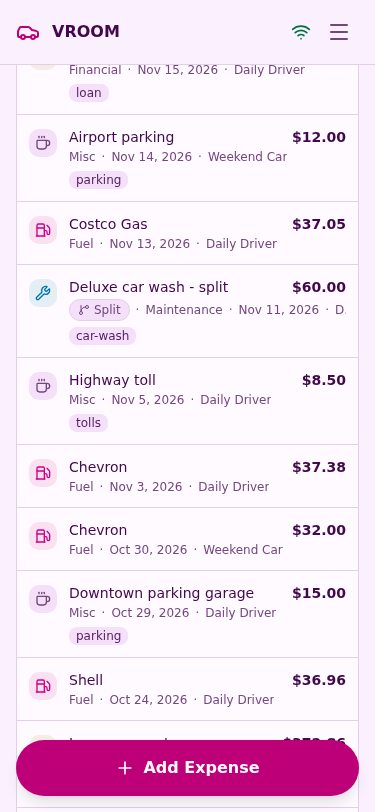 VROOM
Financial · Nov 15, 2026 · Daily Driver
loan
Airport parking $12.00
Misc · Nov 14, 2026 · Weekend Car
parking
Costco Gas $37.05
Fuel · Nov 13, 2026 · Daily Driver
Deluxe car wash - split $60.00
Split · Maintenance · Nov 11, 2026 · D.
car-wash
Highway toll $8.50
Misc · Nov 5, 2026 · Daily Driver
tolls
Chevron $37.38
Fuel · Nov 3, 2026 · Daily Driver
Chevron $32.00
Fuel · Oct 30, 2026 · Weekend Car
Downtown parking garage $15.00
Misc · Oct 29, 2026 · Daily Driver
parking
Shell $36.96
Fuel · Oct 24, 2026 · Daily Driver
Add Expense